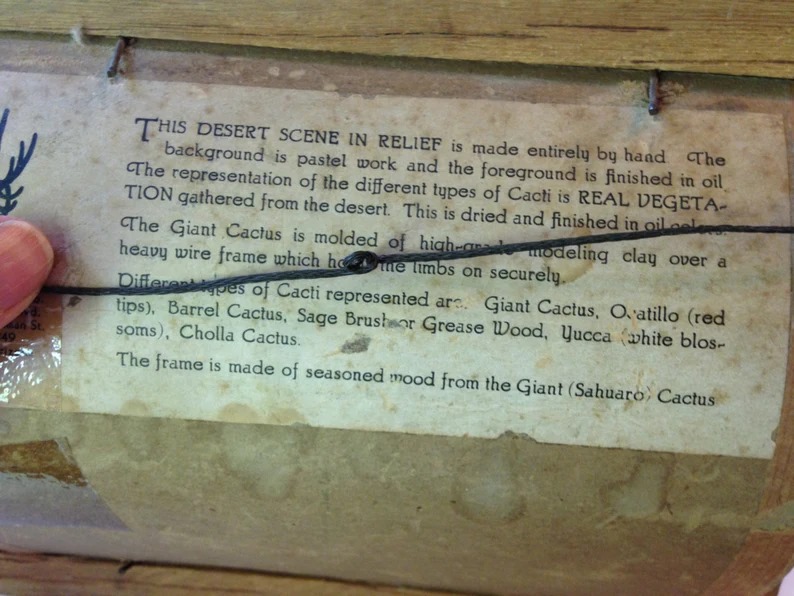 THIS DESERT SCENE IN RELIEF is made entirely by hand The
background is pastel work and the foreground is finished in oil
The representation of the different types of Cacti is REAL VEGETA-
TION gathered from the desert. This is dried and finished in oil colors.
The Giant Cactus is molded of high-grade modeling clay over a
heavy wire frame which the limbs on securely.
Different types of Cacti represented are. Giant Cactus, Ocatillo (red
tips), Barrel Cactus, Sage Brush or Grease Wood, Yucca (white blos-
soms), Cholla Cactus.
The frame is made of seasoned wood from the Giant (Sahuaro) Cactus
St.
49